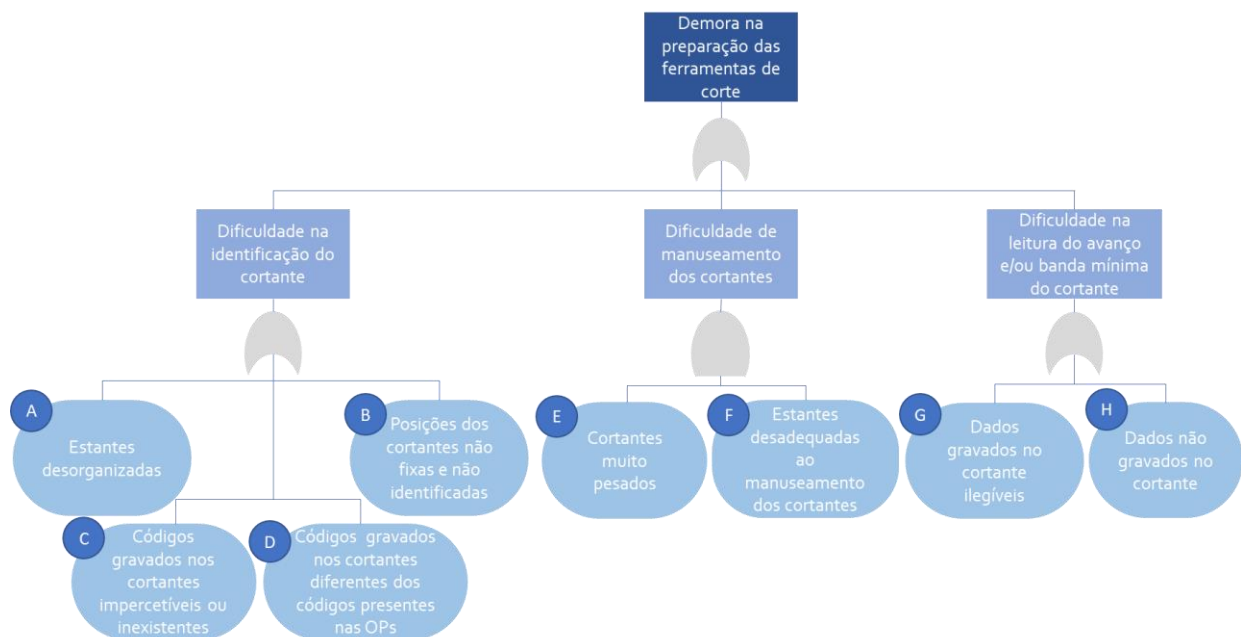 Demora na
preparação das
ferramentas de
corte
Dificuldade na
identificação do
cortante
Dificuldade de
manuseamento
dos cortantes
Dificuldade na
leitura do avanço
e/ou banda mínima
do cortante
A
Estantes
desorganizadas
B
Posições dos
cortantes não
fixas e não
identificadas
C
Códigos
gravados nos
cortantes
impercetíveis ou
inexistentes
D
Códigos gravados
nos cortantes
diferentes dos
códigos presentes
nas OPs
E
Cortantes
muito
pesados
F
Estantes
desadequadas
ao
manuseamento
dos cortantes
G
Dados
gravados no
cortante
ilegíveis
H
Dados não
gravados no
cortante